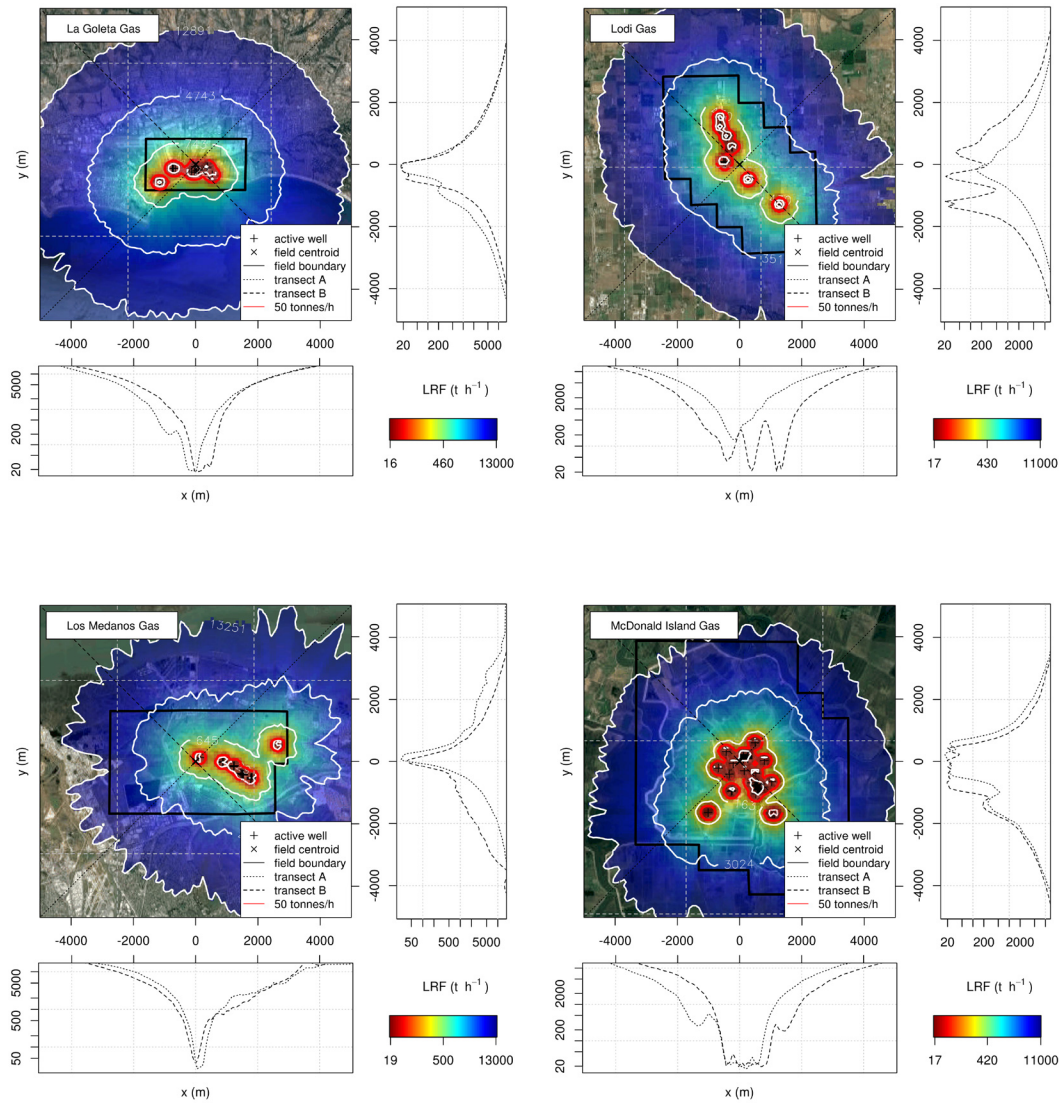 La Goleta Gas
12891
4743
y (m)
active well
field centroid
field boundary
transect A
transect B
50 tonnes/h
-4000 -2000 0 2000 4000
4000
2000
0
-2000
-4000
20 200 5000
5000
200
20
x (m)
LRF (t h⁻¹)
16 460 13000
Lodi Gas
351
y (m)
active well
field centroid
field boundary
transect A
transect B
50 tonnes/h
-4000 -2000 0 2000 4000
4000
2000
0
-2000
-4000
20 200 2000
2000
200
20
x (m)
LRF (t h⁻¹)
17 430 11000
Los Medanos Gas
13251
645
y (m)
active well
field centroid
field boundary
transect A
transect B
50 tonnes/h
-4000 -2000 0 2000 4000
4000
2000
0
-2000
-4000
50 500 5000
5000
500
50
x (m)
LRF (t h⁻¹)
19 500 13000
McDonald Island Gas
3024
y (m)
active well
field centroid
field boundary
transect A
transect B
50 tonnes/h
-4000 -2000 0 2000 4000
4000
2000
0
-2000
-4000
20 200 2000
2000
200
20
x (m)
LRF (t h⁻¹)
17 420 11000